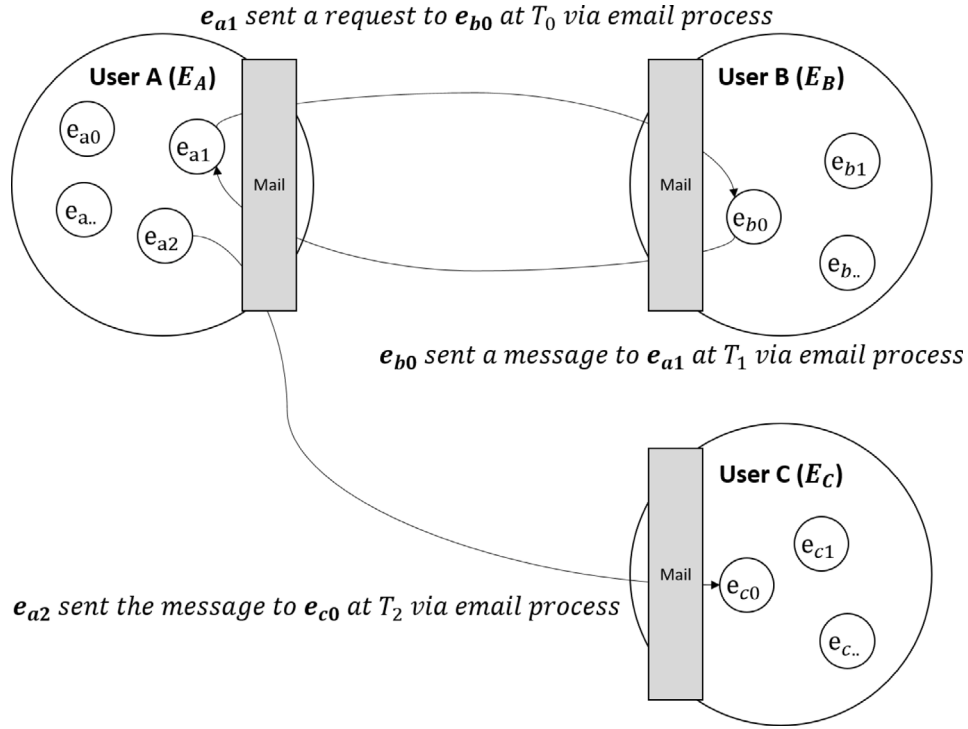 e_a1 sent a request to e_b0 at T_0 via email process
User A (E_A)
User B (E_B)
e_a0
e_a1
e_a..
e_a2
Mail
Mail
e_b1
e_b0
e_b..
e_b0 sent a message to e_a1 at T_1 via email process
User C (E_C)
Mail
e_c1
e_c0
e_c..
e_a2 sent the message to e_c0 at T_2 via email process